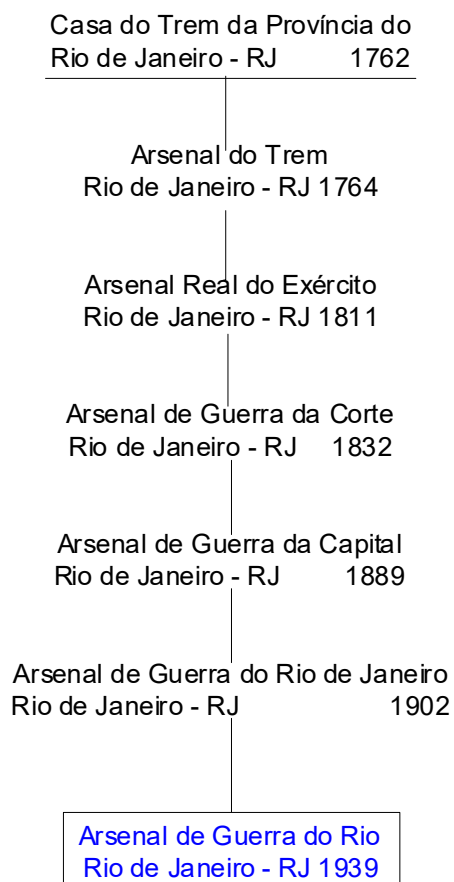 Casa do Trem da Província do
Rio de Janeiro - RJ 1762
Arsenal do Trem
Rio de Janeiro - RJ 1764
Arsenal Real do Exército
Rio de Janeiro - RJ 1811
Arsenal de Guerra da Corte
Rio de Janeiro - RJ 1832
Arsenal de Guerra da Capital
Rio de Janeiro - RJ 1889
Arsenal de Guerra do Rio de Janeiro
Rio de Janeiro - RJ 1902
Arsenal de Guerra do Rio
Rio de Janeiro - RJ 1939